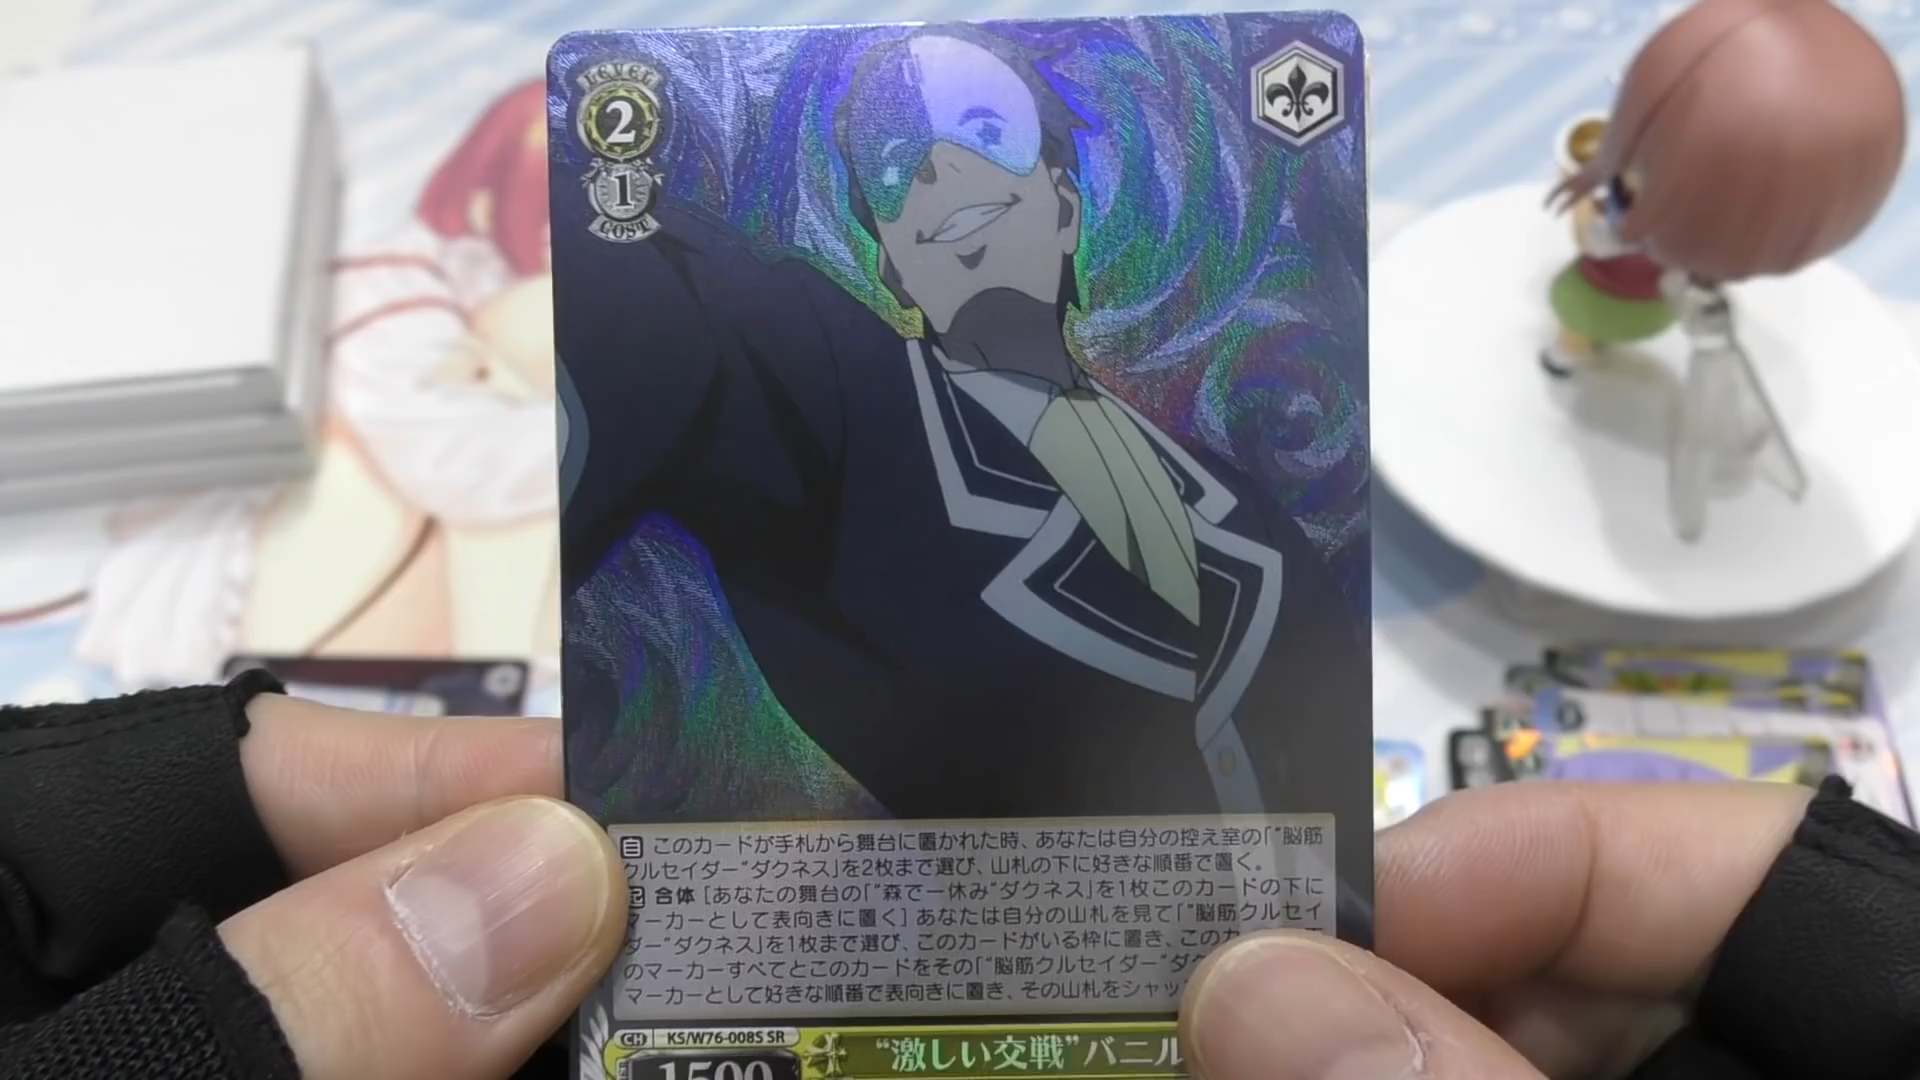 LEVEL
2
1
COST
自 このカードが手札から舞台に置かれた時、あなたは自分の控え室の「“脳筋
クルセイダー”ダクネス」を2枚まで選び、山札の下に好きな順番で置く。
起 合体 [あなたの舞台の「“森で一休み”ダクネス」を1枚このカードの下に
マーカーとして表向きに置く] あなたは自分の山札を見て「“脳筋クルセイ
ダー”ダクネス」を1枚まで選び、このカードがいる枠に置き、このカ
のマーカーすべてとこのカードをその「“脳筋クルセイダー”ダク
マーカーとして好きな順番で表向きに置き、その山札をシャッ
CH KS/W76-008S SR
1500
“激しい交戦”バニル